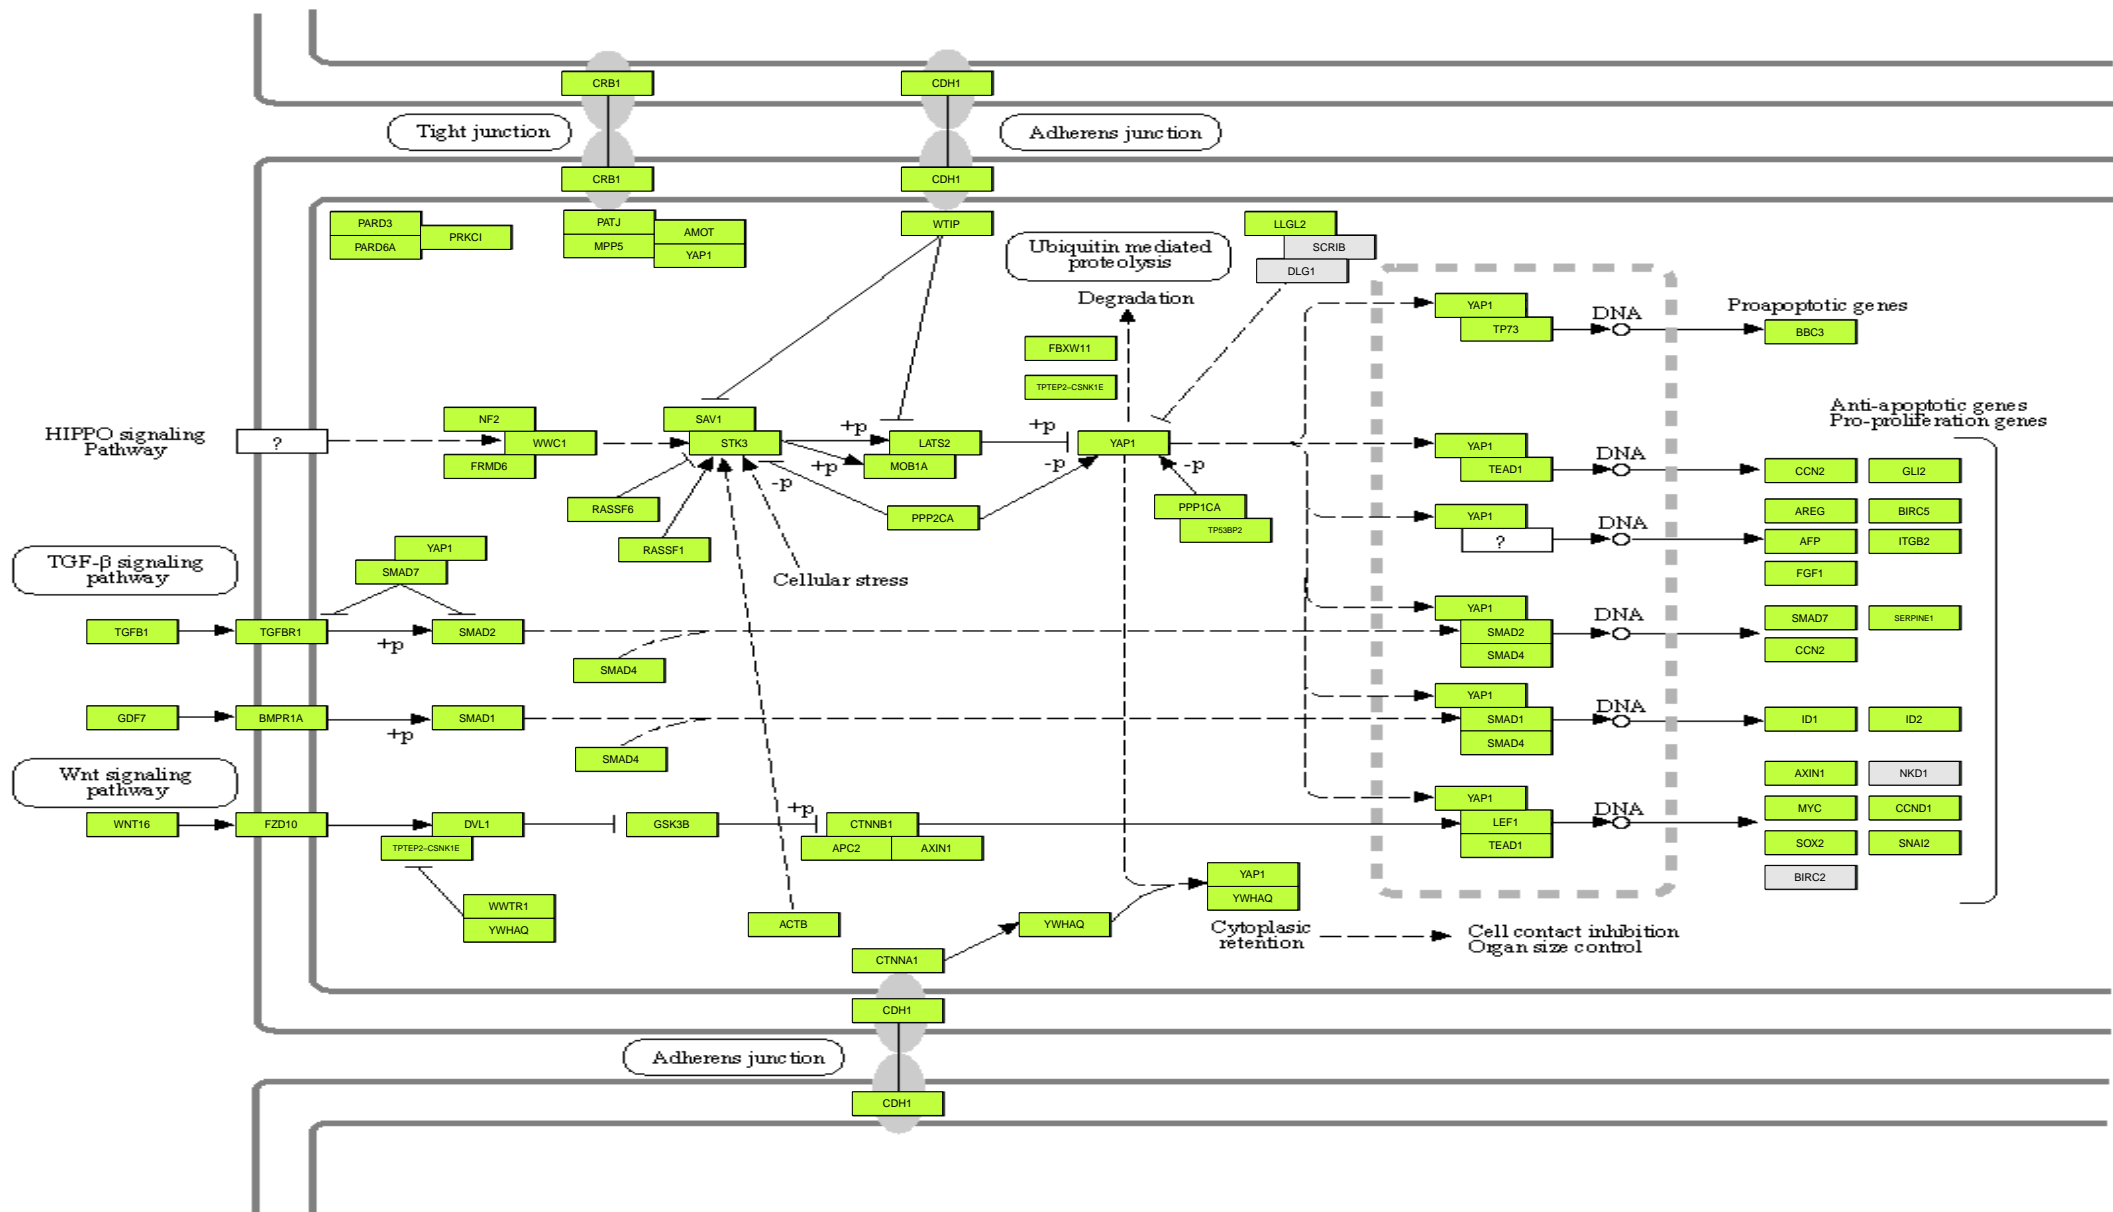 CRB1
CDH1
Tight junction
Adherens junction
CRB1
CDH1
PARD3
PARD6A
PRKCI
PATJ
MPP5
AMOT
YAP1
WTIP
Ubiquitin mediated
proteolysis
LLGL2
SCRIB
DLG1
Degradation
YAP1
TP73
DNA
Proapoptotic genes
BBC3
FBXW11
TPTEP2-CSNK1E
Anti-apoptotic genes
Pro-proliferation genes
HIPPO signaling
Pathway
?
NF2
WWC1
FRMD6
SAV1
STK3
+p
+p
-p
LATS2
MOB1A
+p
-p
YAP1
-p
YAP1
TEAD1
DNA
CCN2
GLI2
RASSF6
RASSF1
PPP2CA
PPP1CA
TP53BP2
Cellular stress
YAP1
?
DNA
AREG
BIRC5
AFP
ITGB2
FGF1
TGF-β signaling
pathway
YAP1
SMAD7
TGFB1
TGFBR1
+p
SMAD2
SMAD4
YAP1
SMAD2
SMAD4
DNA
SMAD7
SERPINE1
CCN2
GDF7
BMPR1A
+p
SMAD1
SMAD4
YAP1
SMAD1
SMAD4
DNA
ID1
ID2
Wnt signaling
pathway
WNT16
FZD10
DVL1
TPTEP2-CSNK1E
GSK3B
+p
CTNNB1
APC2
AXIN1
YAP1
LEF1
TEAD1
DNA
AXIN1
NKD1
MYC
CCND1
SOX2
SNAI2
BIRC2
WWTR1
YWHAQ
ACTB
YWHAQ
YAP1
YWHAQ
Cytoplasic
retention
Cell contact inhibition
Organ size control
CTNNA1
CDH1
Adherens junction
CDH1